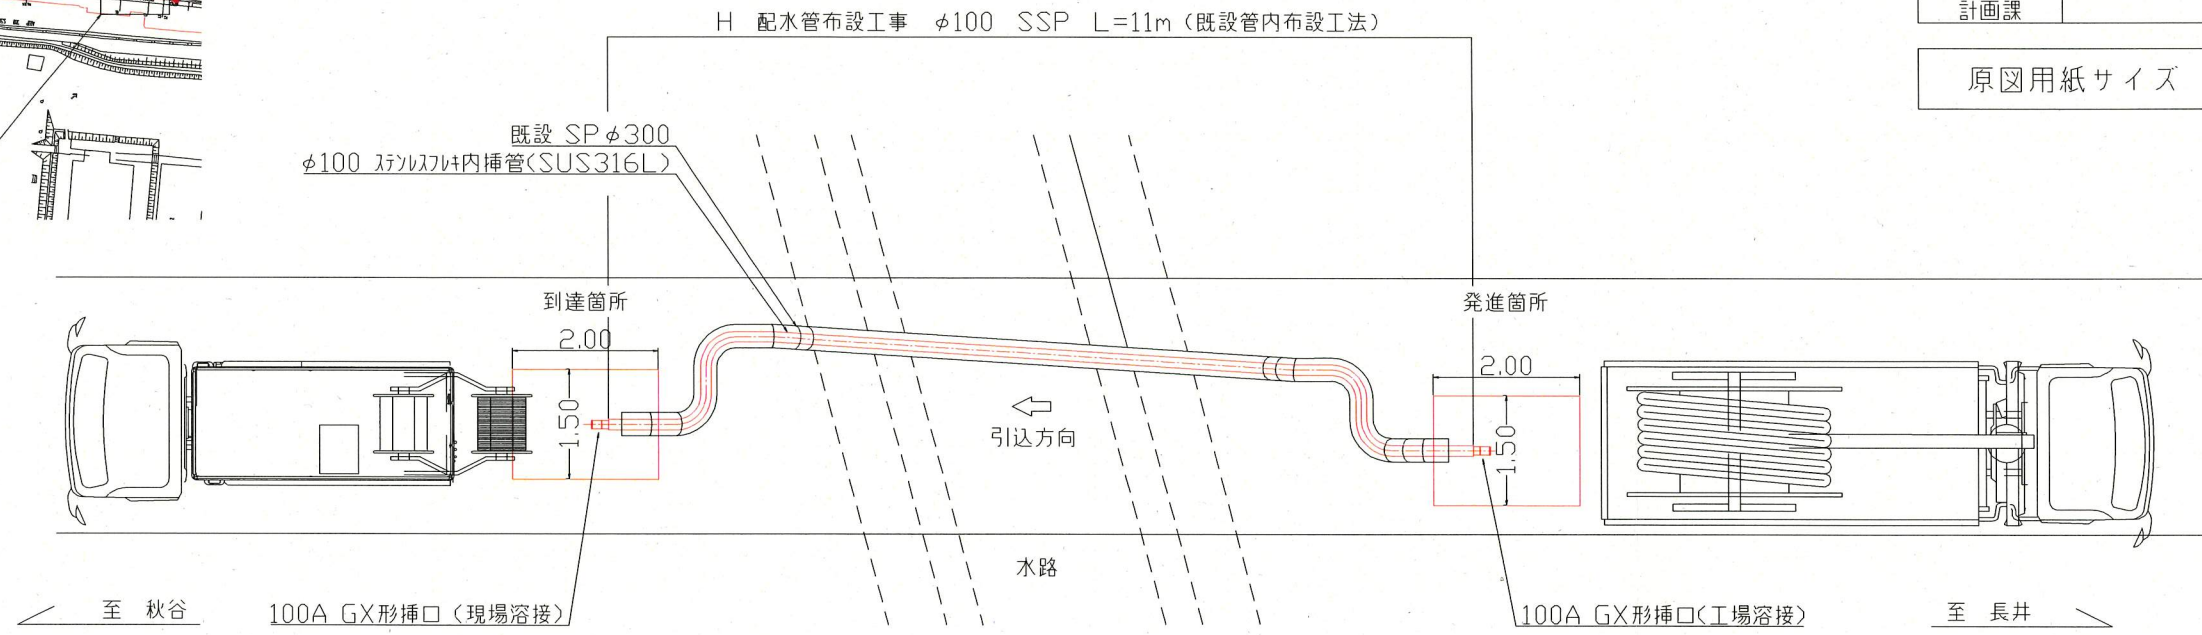 計画課
H 配水管布設工事 φ100 SSP L=11m(既設管内布設工法)
原図用紙サイズ
既設 SPφ300
φ100 ステンレスフレキ内挿管(SUS316L)
到達箇所
発進箇所
2.00
2.00
1.50
1.50
引込方向
水路
至 秋谷
100A GX形挿口(現場溶接)
100A GX形挿口(工場溶接)
至 長井